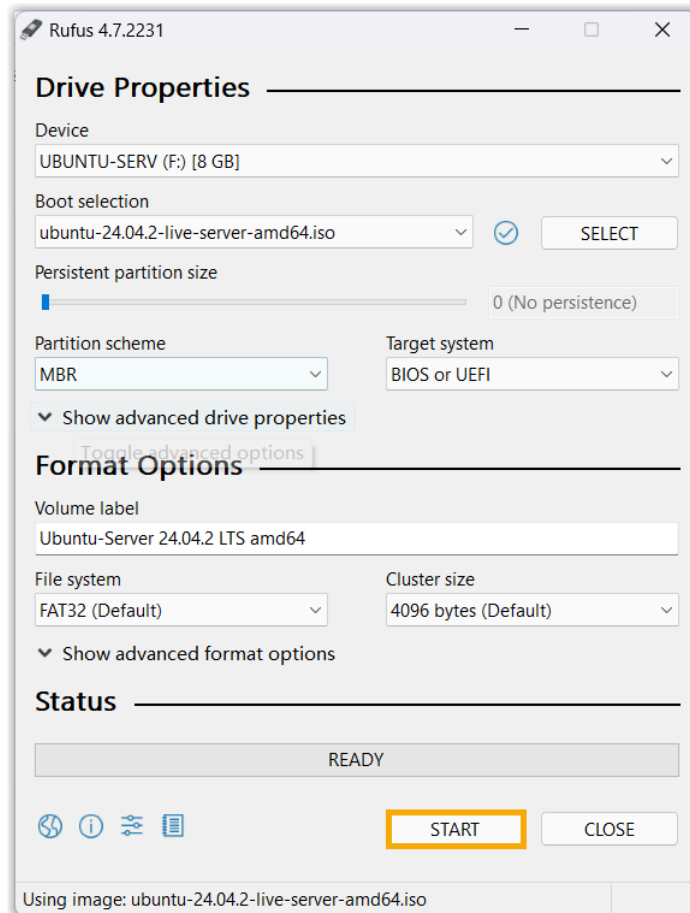 Rufus 4.7.2231
Drive Properties
Device
UBUNTU-SERV (F:) [8 GB]
Boot selection
ubuntu-24.04.2-live-server-amd64.iso
SELECT
Persistent partition size
0 (No persistence)
Partition scheme
Target system
MBR
BIOS or UEFI
Show advanced drive properties
Toggle advanced options
Format Options
Volume label
Ubuntu-Server 24.04.2 LTS amd64
File system
Cluster size
FAT32 (Default)
4096 bytes (Default)
Show advanced format options
Status
READY
START
CLOSE
Using image: ubuntu-24.04.2-live-server-amd64.iso